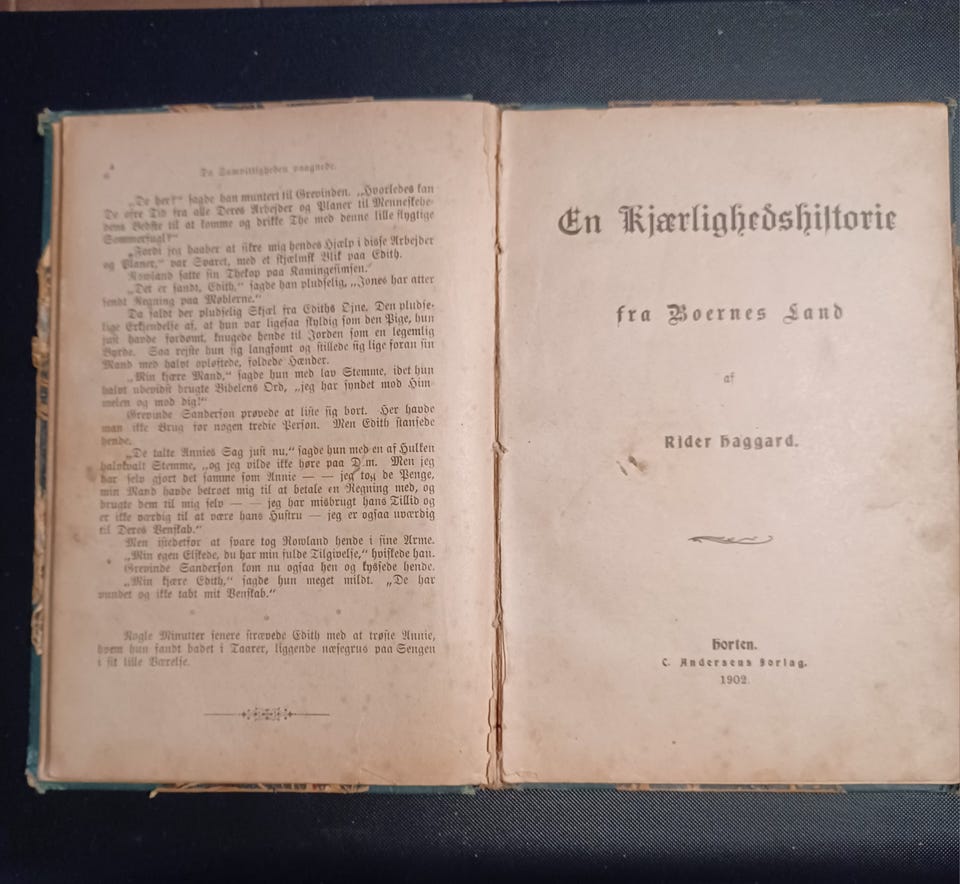 Da Samvittigheden vaagnede.
„De her?“ sagde han muntert til Grevinden. „Hvorledes kan
De ofre Tid fra alle Deres Arbejder og Planer til Menneskehe-
dens Bedste til at komme og drikke The med denne lille flygtige
Sommerfugl?“
„Fordi jeg haaber at sikre mig hendes Hjælp i disse Arbejder
og Planer,“ var Svaret, med et skjælmsk Blik paa Edith.
Rowland satte sin Thekop paa Kamingesimsen.
„Det er sandt, Edith,“ sagde han pludselig, „Jones har atter
sendt Regning paa Møblerne.“
Da faldt der pludselig Skjæl fra Ediths Øjne. Den pludse-
lige Erkjendelse af, at hun var ligesaa skyldig som den Pige, hun
just havde fordømt, knugede hende til Jorden som en legemlig
Byrde. Saa rejste hun sig langsomt og stillede sig lige foran sin
Mand med halvt opløftede, foldede Hænder.
„Min kjære Mand,“ sagde hun med lav Stemme, idet hun
halvt ubevidst brugte Bibelens Ord, „jeg har syndet mod Him-
melen og mod dig!“
Grevinde Sanderson prøvede at liste sig bort. Her havde
man ikke Brug for nogen tredie Person. Men Edith standsede
hende.
„De talte Annies Sag just nu,“ sagde hun med en af Hulken
halvkvalt Stemme, „og jeg vilde ikke høre paa D.m. Men jeg
har selv gjort det samme som Annie — — jeg tog de Penge,
min Mand havde betroet mig til at betale en Regning med, og
brugte dem til mig selv — — jeg har misbrugt hans Tillid og
er ikke værdig til at være hans Hustru — jeg er ogsaa uværdig
til Deres Venskab.“
Men istedetfor at svare tog Rowland hende i sine Arme.
„Min egen Elskede, du har min fulde Tilgivelse,“ hviskede han.
Grevinde Sanderson kom nu ogsaa hen og kyssede hende.
„Min kjære Edith,“ sagde hun meget mildt. „De har
vundet og ikke tabt mit Venskab.“
Nogle Minutter senere strævede Edith med at trøste Annie,
hvem hun fandt badet i Taarer, liggende næsegrus paa Sengen
i sit lille Værelse.
En Kjærlighedshistorie
fra Boernes Land
af
Rider Haggard.
Horten.
C. Andersens Forlag.
1902.